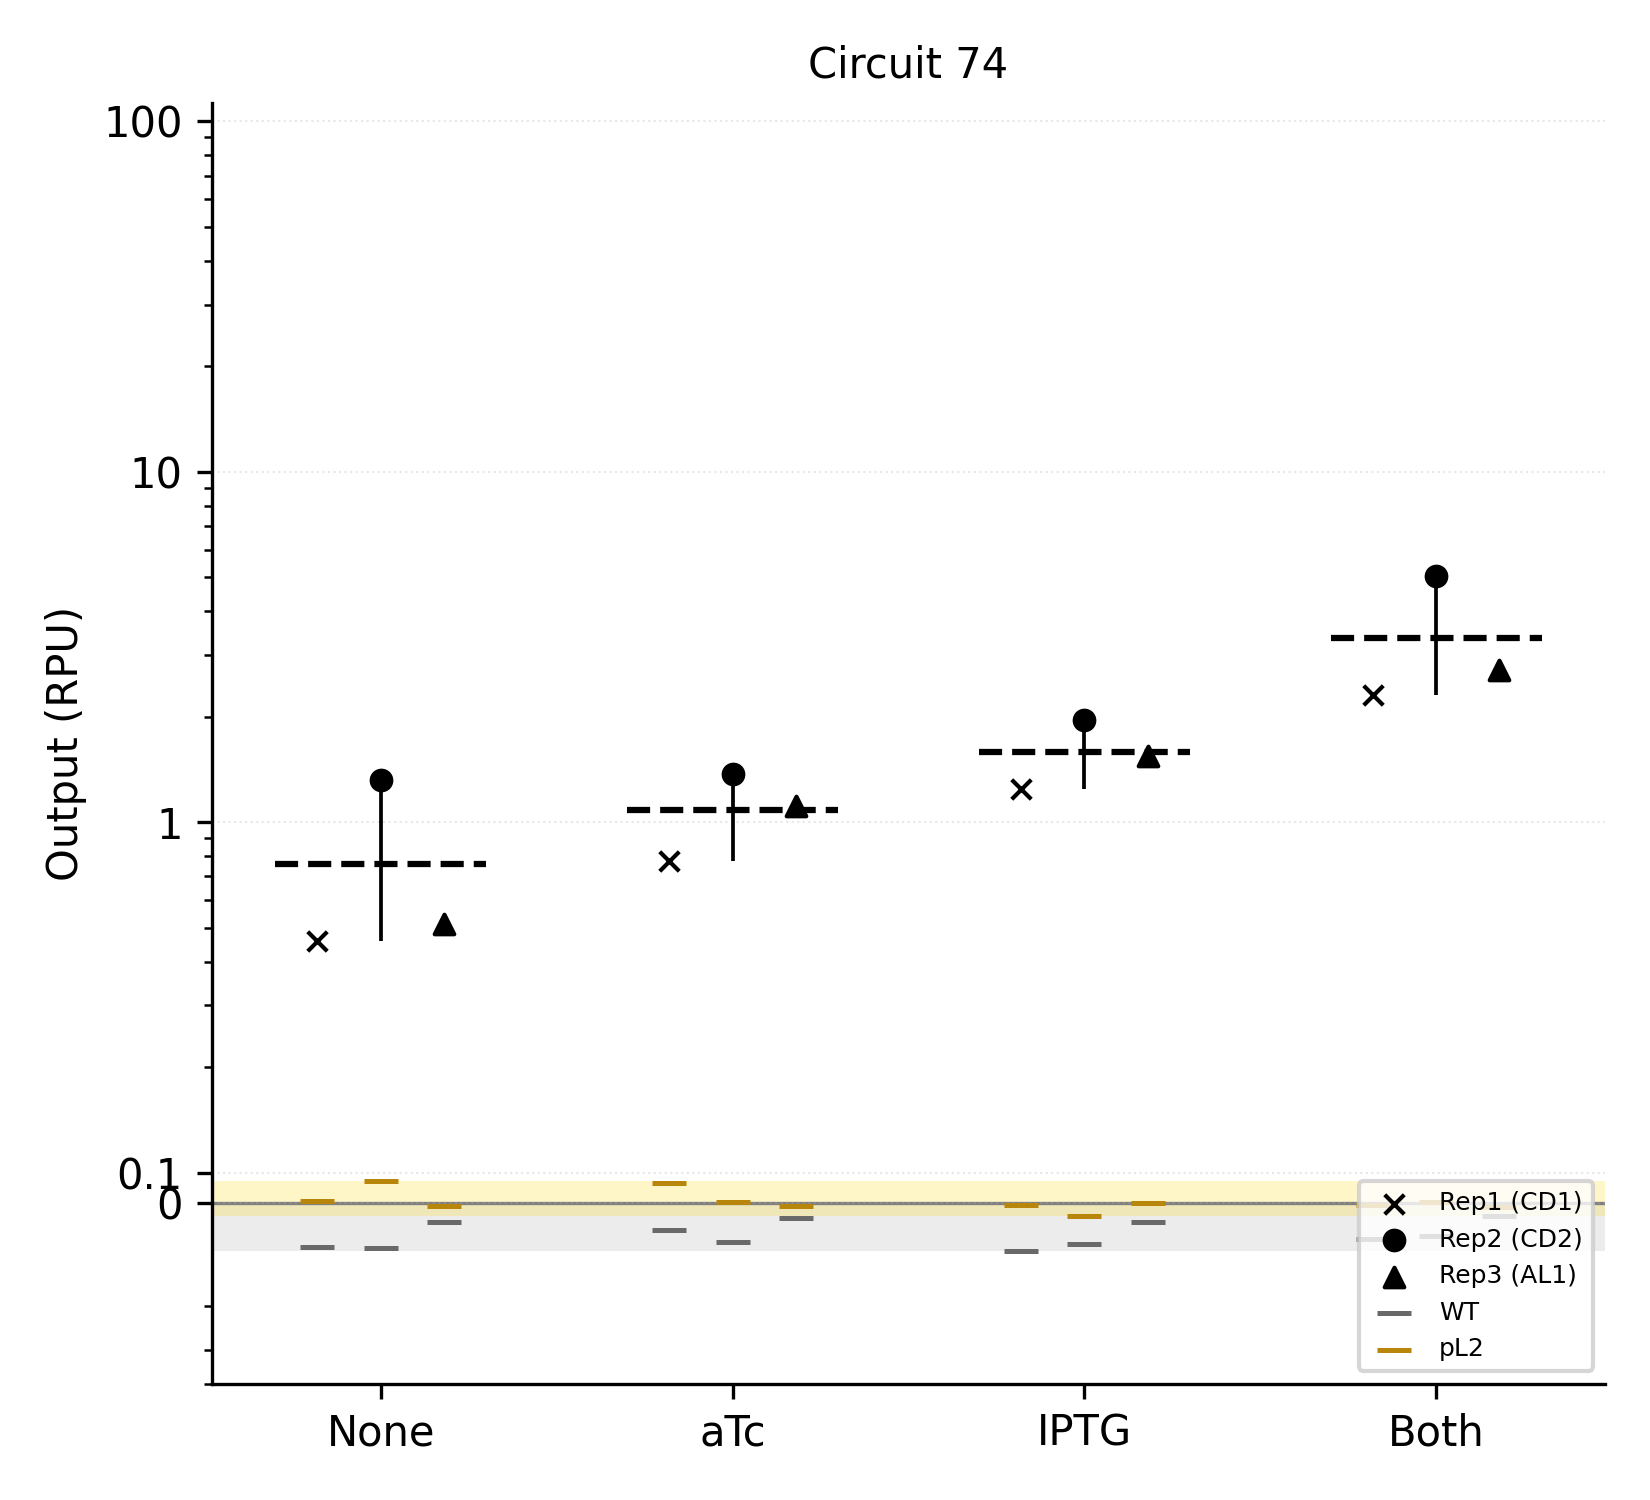 Circuit 74
100
10
1
0.1
0
Output (RPU)
None
aTc
IPTG
Both
Rep1 (CD1)
Rep2 (CD2)
Rep3 (AL1)
WT
pL2